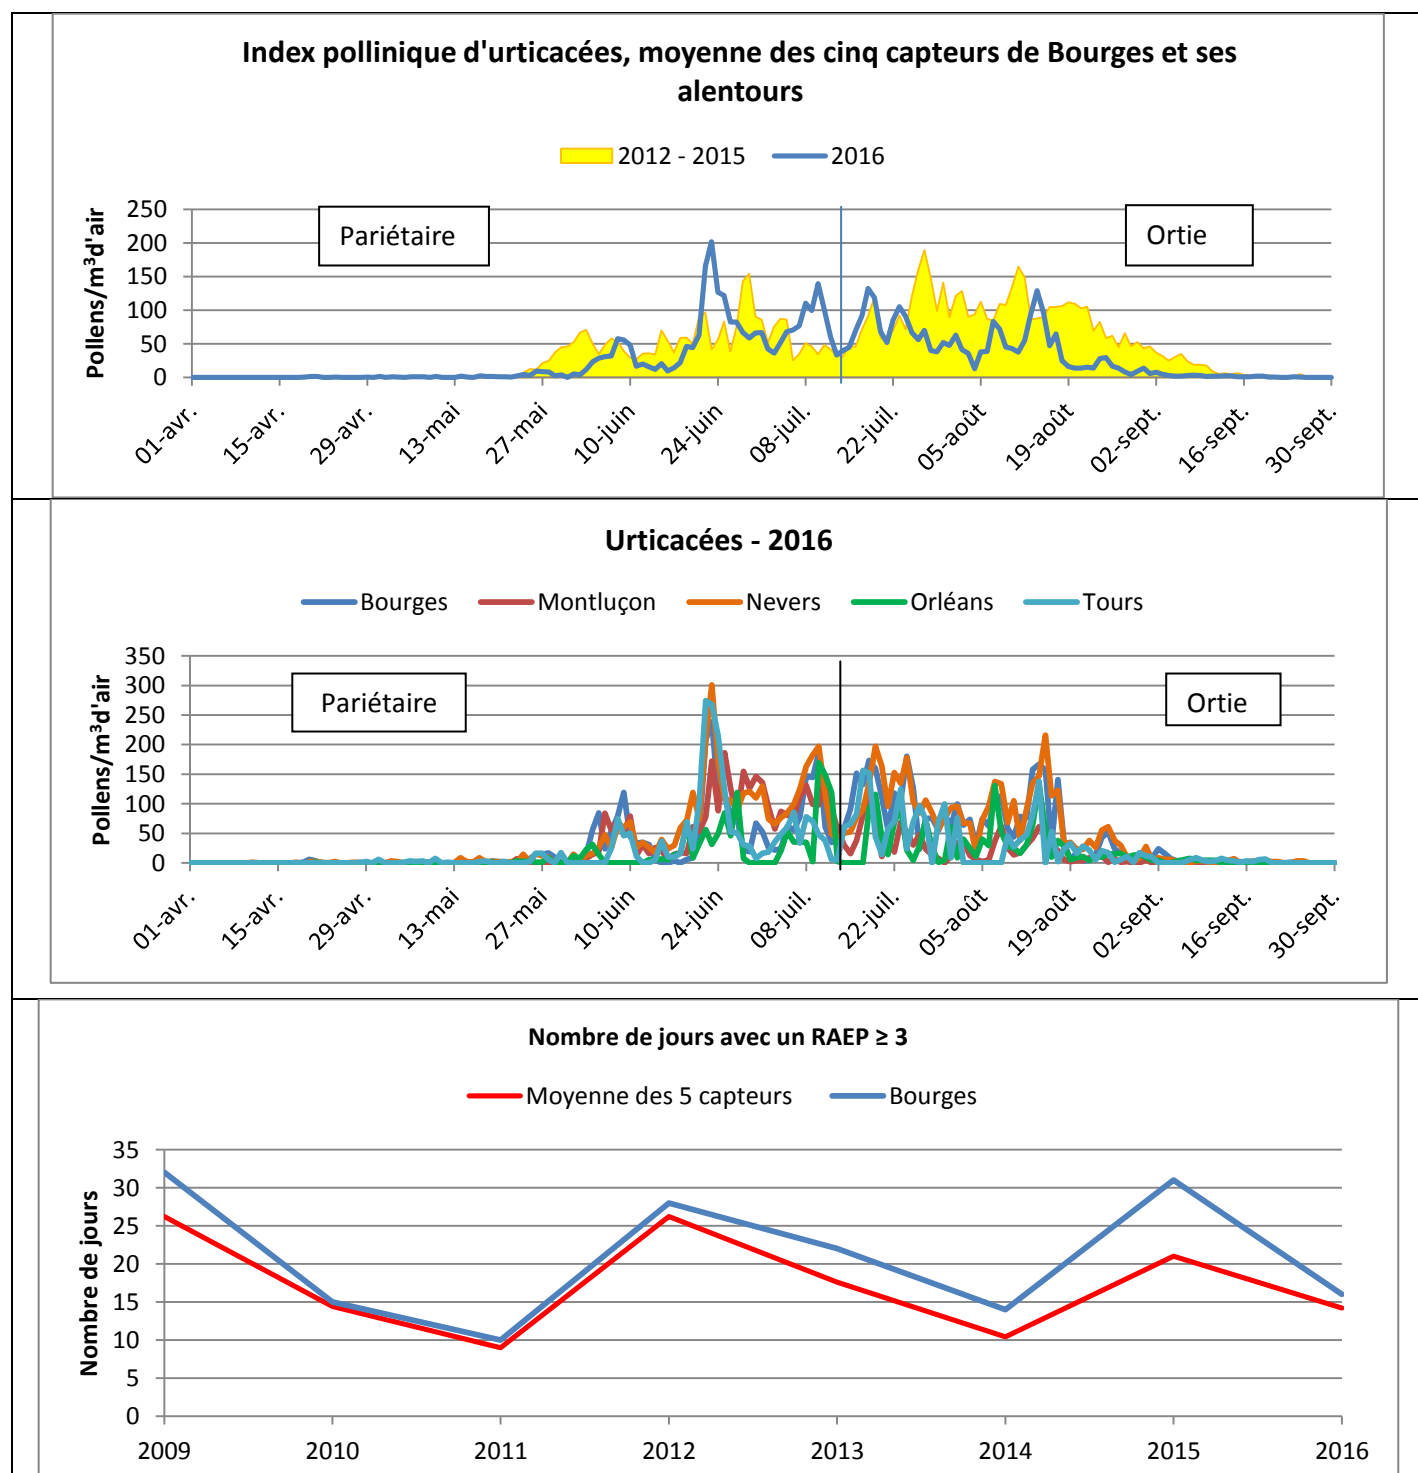 Index pollinique d'urticacées, moyenne des cinq capteurs de Bourges et ses
alentours
2012 - 2015 2016
Pollens/m³d'air
250
200
150
100
50
0
Pariétaire
Ortie
01-avr. 15-avr. 29-avr. 13-mai 27-mai 10-juin 24-juin 08-juil. 22-juil. 05-août 19-août 02-sept. 16-sept. 30-sept.
Urticacées - 2016
Bourges Montluçon Nevers Orléans Tours
Pollens/m³d'air
350
300
250
200
150
100
50
0
Pariétaire
Ortie
01-avr. 15-avr. 29-avr. 13-mai 27-mai 10-juin 24-juin 08-juil. 22-juil. 05-août 19-août 02-sept. 16-sept. 30-sept.
Nombre de jours avec un RAEP ≥ 3
Moyenne des 5 capteurs Bourges
Nombre de jours
35
30
25
20
15
10
5
0
2009 2010 2011 2012 2013 2014 2015 2016